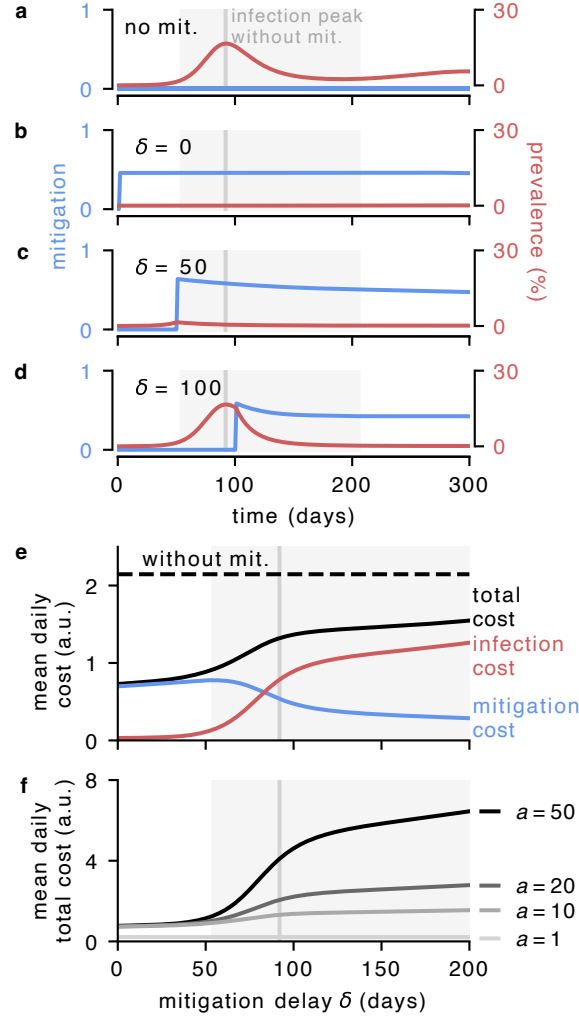 a
1
0
no mit.
infection peak
without mit.
30
0
b
1
0
δ = 0
30
0
mitigation
prevalence (%)
c
1
0
δ = 50
30
0
d
1
0
δ = 100
30
0
0 100 200 300
time (days)
e
without mit.
2
1
0
mean daily
cost (a.u.)
total
cost
infection
cost
mitigation
cost
f
8
4
0
mean daily
total cost (a.u.)
a = 50
a = 20
a = 10
a = 1
0 50 100 150 200
mitigation delay δ (days)